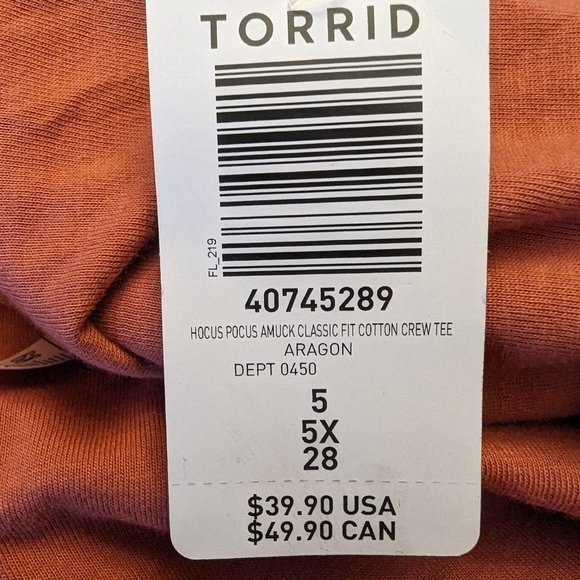 TORRID
FL_219
40745289
HOCUS POCUS AMUCK CLASSIC FIT COTTON CREW TEE
ARAGON
DEPT 0450
5
5X
28
$39.90 USA
$49.90 CAN